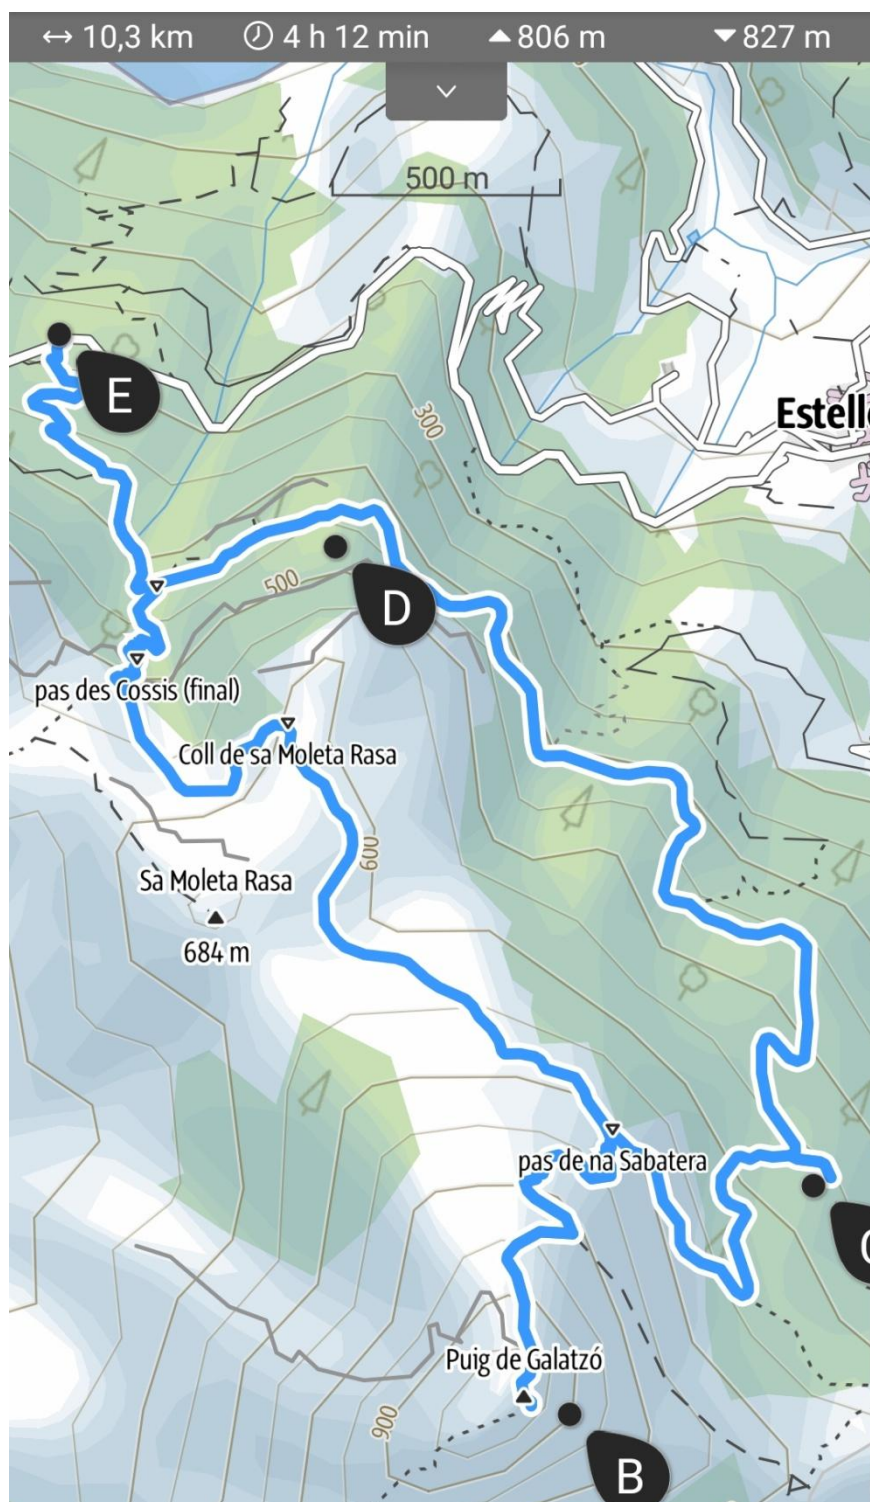 10,3 km 4 h 12 min 806 m 827 m
500 m
E
300
Estell
500
D
pas des Cossis (final)
Coll de sa Moleta Rasa
600
Sa Moleta Rasa
684 m
pas de na Sabatera
C
Puig de Galatzó
900
B